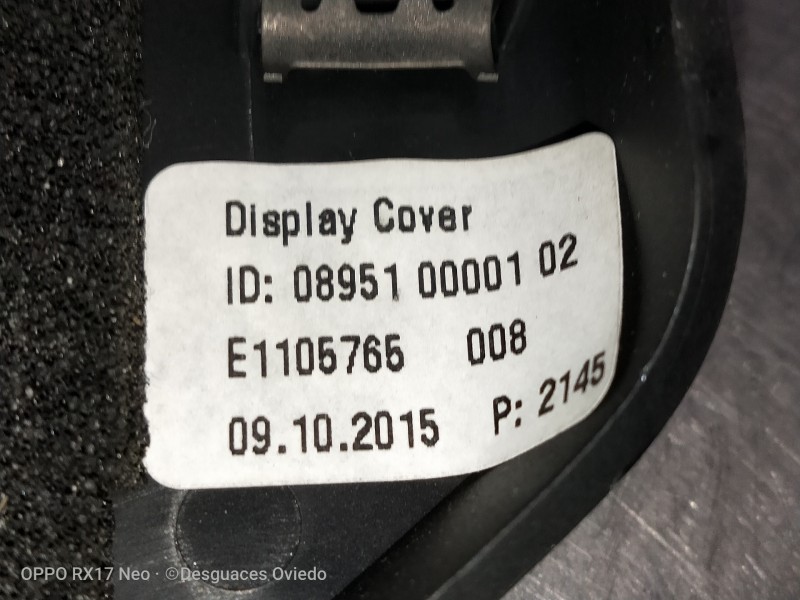 Display Cover
ID: 08951 00001 02
E1105765 008
09.10.2015 P: 2145
OPPO RX17 Neo · ©Desguaces Oviedo